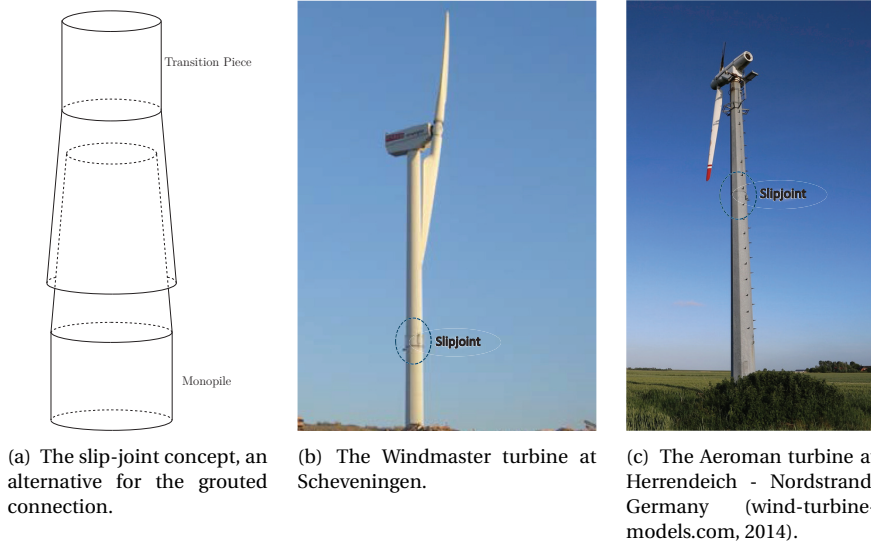 Transition Piece
Monopile
Slipjoint
Slipjoint
(a) The slip-joint concept, an
alternative for the grouted
connection.
(b) The Windmaster turbine at
Scheveningen.
(c) The Aeroman turbine a
Herrendeich - Nordstrand
Germany (wind-turbine-
models.com, 2014).